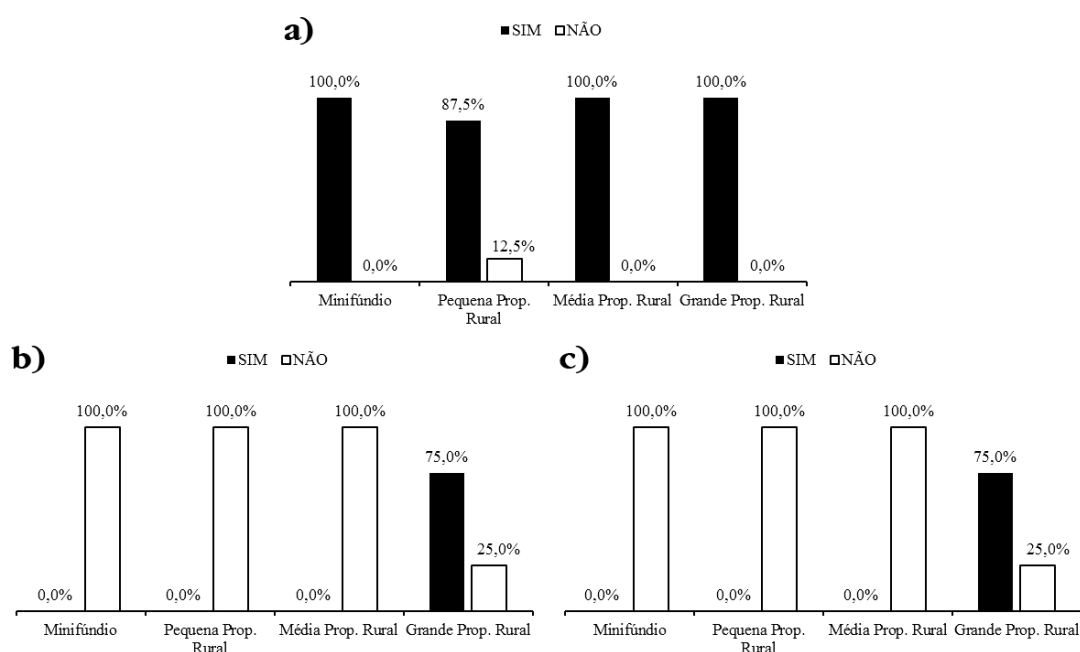 a)
SIM NÃO
100,0% 100,0% 100,0%
87,5%
12,5%
0,0% 0,0% 0,0%
Minifúndio Pequena Prop. Média Prop. Rural Grande Prop. Rural
Rural
b)
SIM NÃO
100,0% 100,0% 100,0%
75,0%
25,0%
0,0% 0,0% 0,0%
Minifúndio Pequena Prop. Média Prop. Rural Grande Prop. Rural
Rural
c)
SIM NÃO
100,0% 100,0% 100,0%
75,0%
25,0%
0,0% 0,0% 0,0%
Minifúndio Pequena Prop. Média Prop. Rural Grande Prop. Rural
Rural